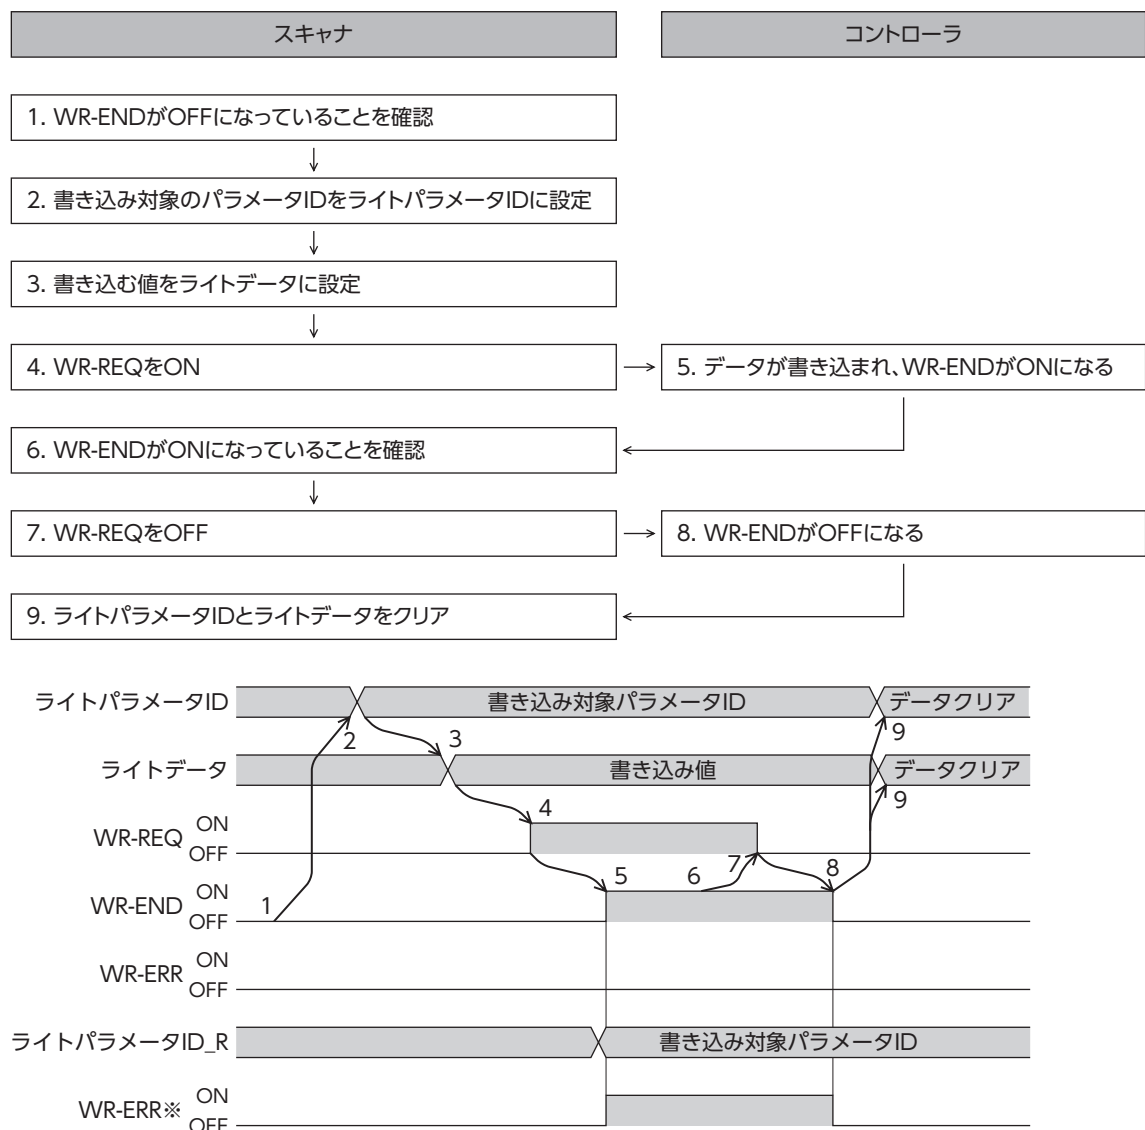 スキャナ
コントローラ
1. WR-ENDがOFFになっていることを確認
2. 書き込み対象のパラメータIDをライトパラメータIDに設定
3. 書き込む値をライトデータに設定
4. WR-REQをON
5. データが書き込まれ、WR-ENDがONになる
6. WR-ENDがONになっていることを確認
7. WR-REQをOFF
8. WR-ENDがOFFになる
9. ライトパラメータIDとライトデータをクリア
ライトパラメータID
書き込み対象パラメータID
データクリア
2
3
9
ライトデータ
書き込み値
データクリア
4
9
WR-REQ
ON
OFF
5
6
7
8
WR-END
ON
OFF
1
WR-ERR
ON
OFF
ライトパラメータID_R
書き込み対象パラメータID
WR-ERR※
ON
OFF